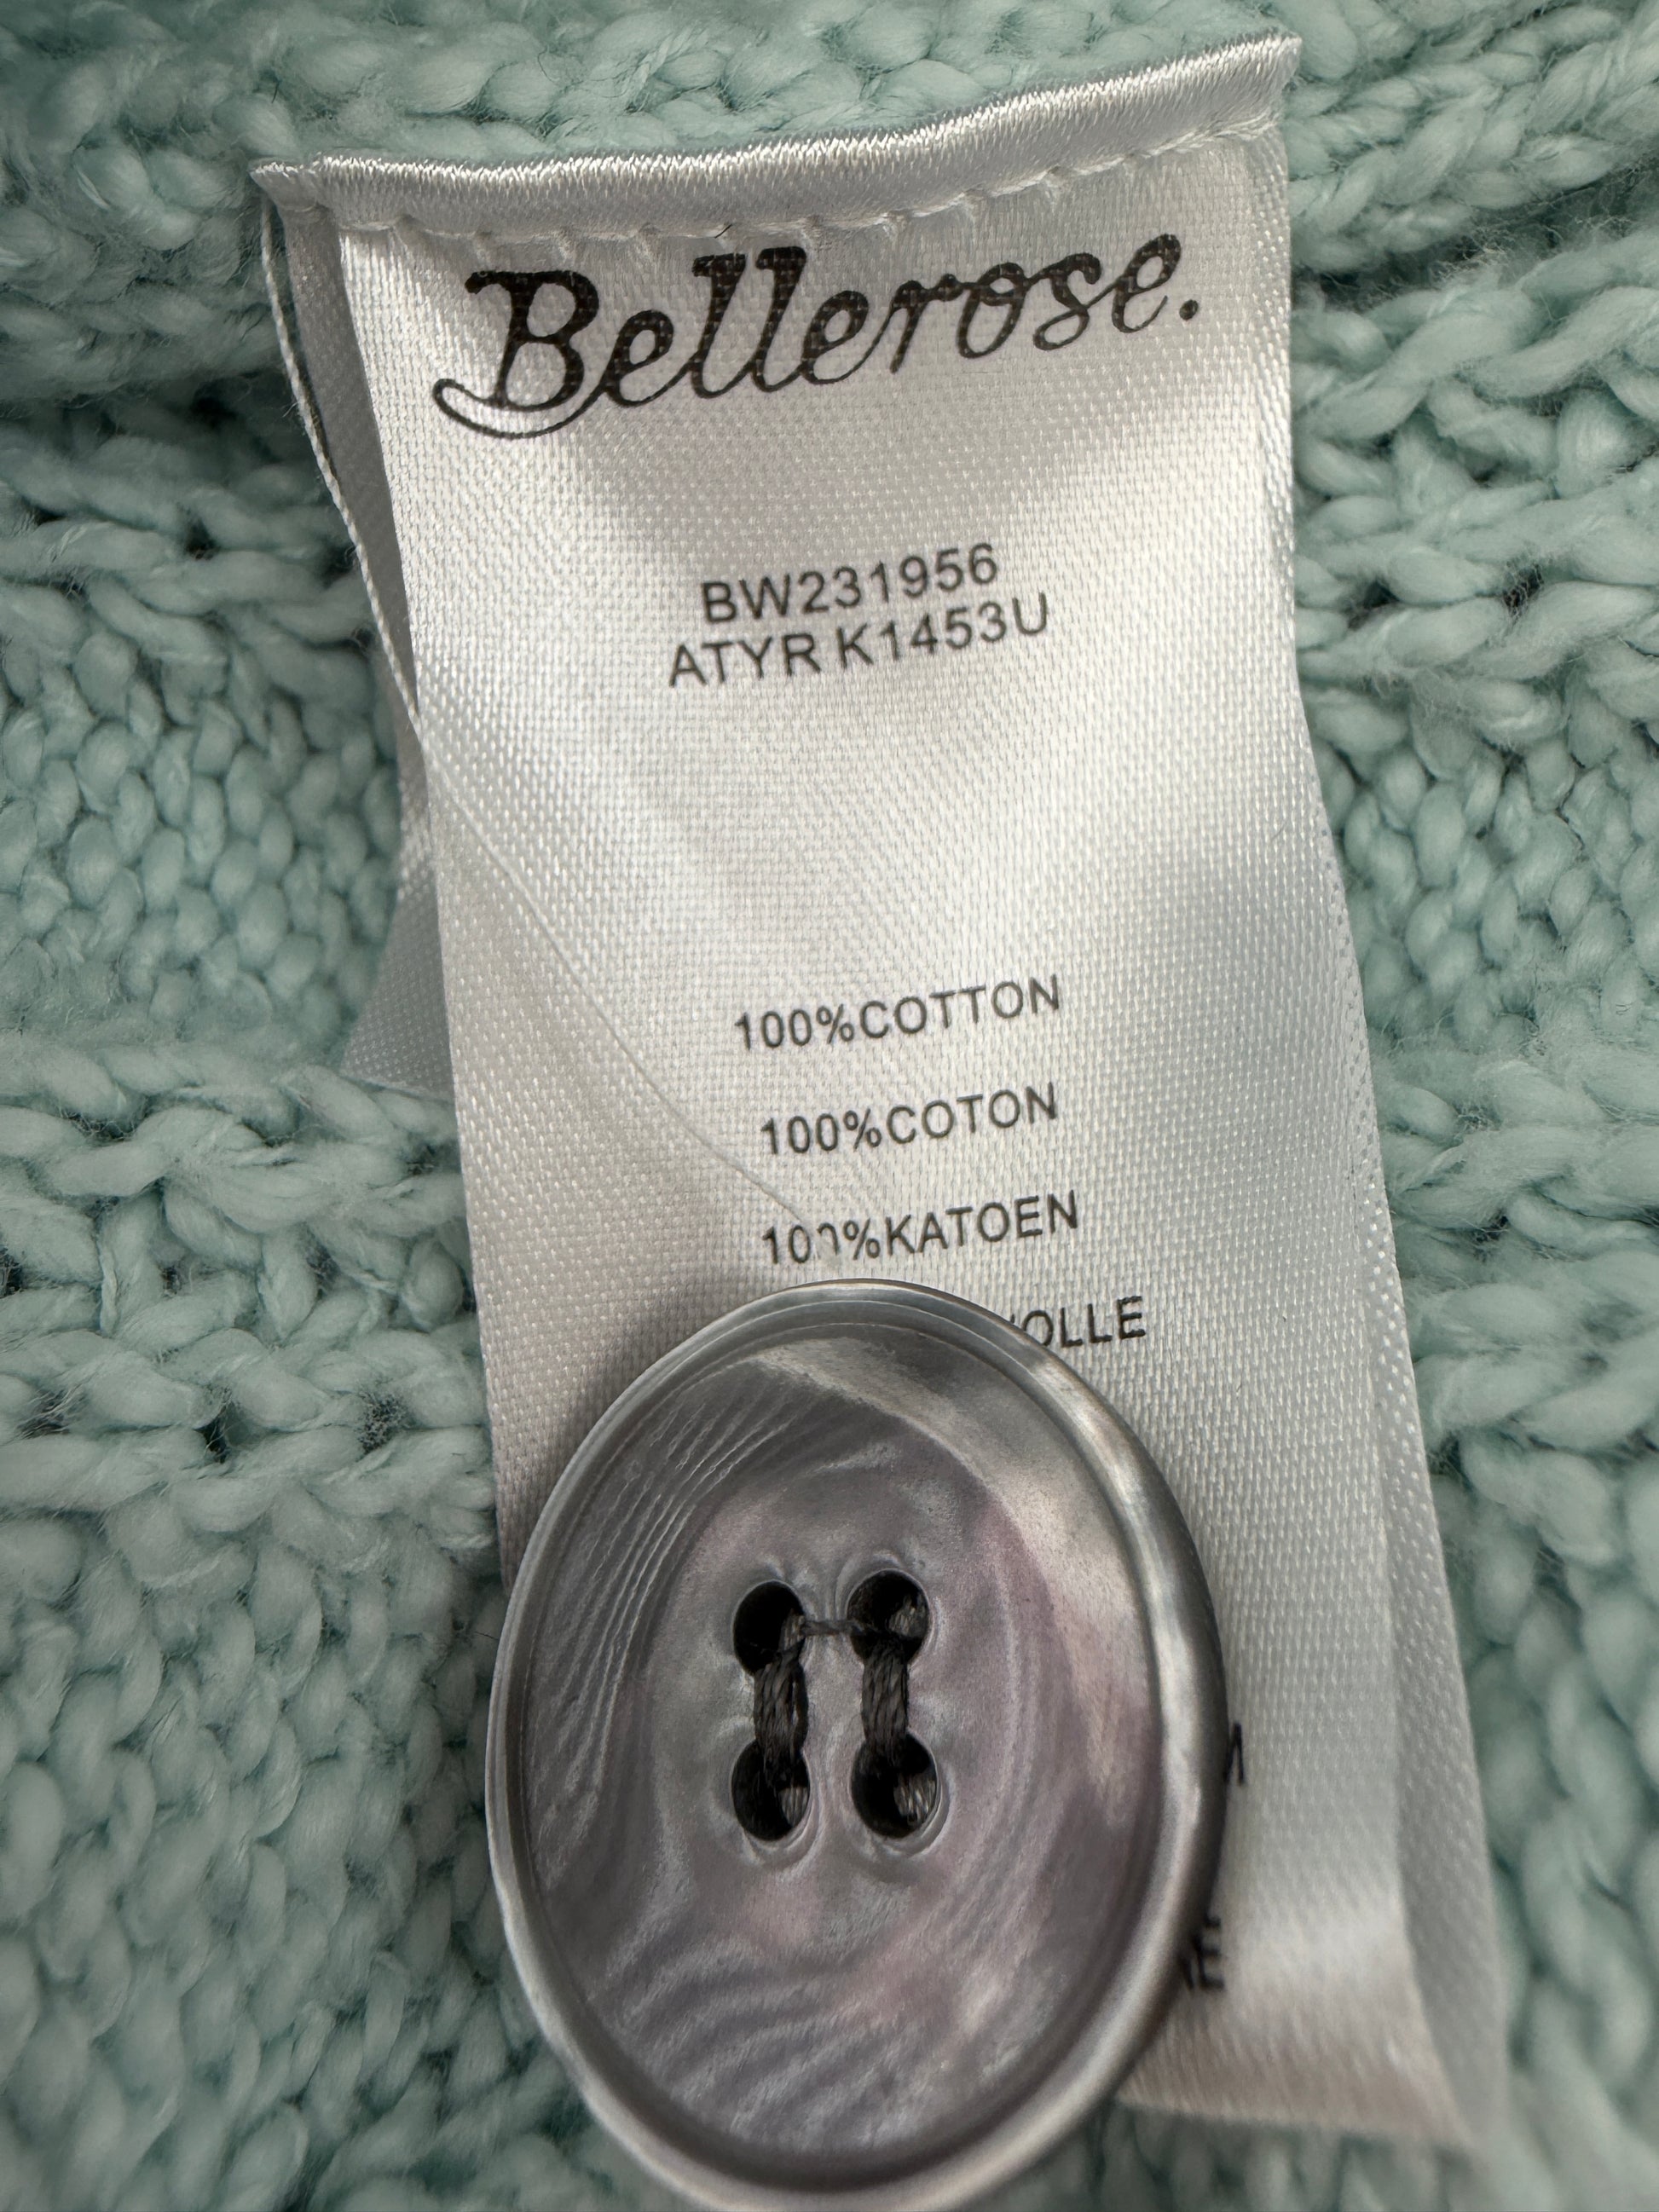 Bellerose.
BW231956
ATYR K1453U
100%COTTON
100%COTON
100%KATOEN